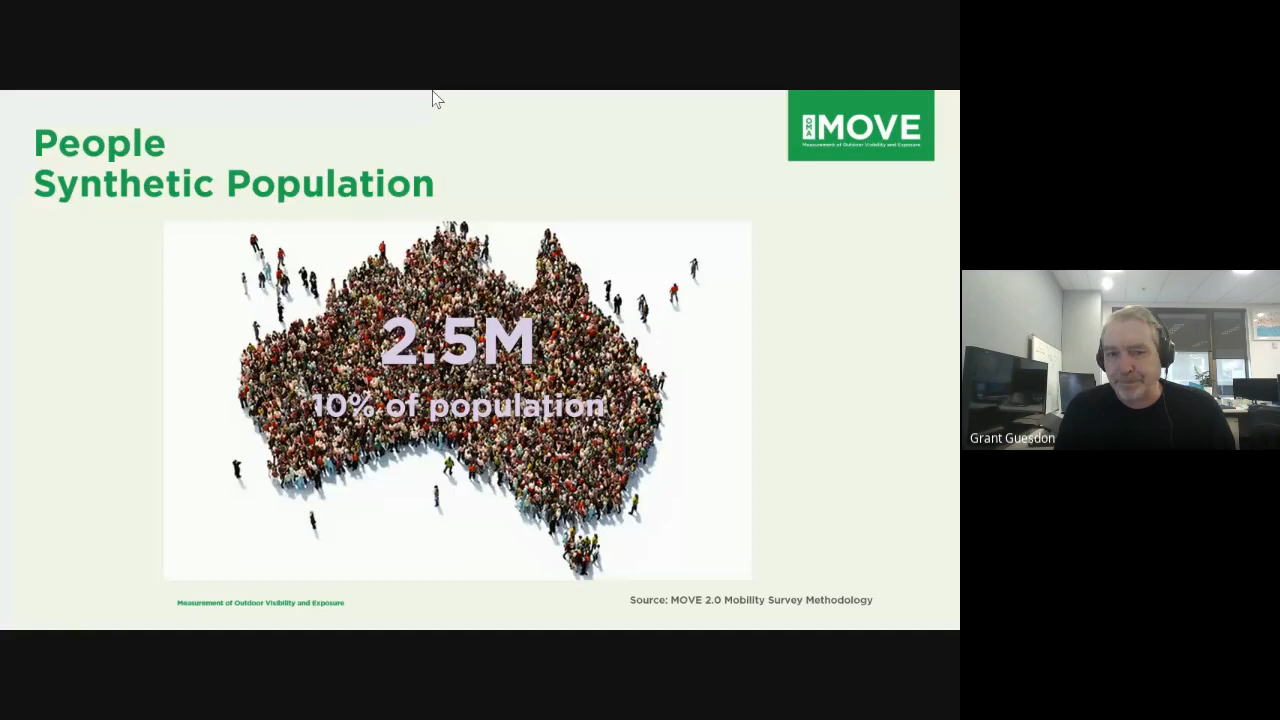 People
Synthetic Population
OMA
MOVE
Measurement of Outdoor Visibility and Exposure
2.5M
10% of population
Grant Guesdon
Measurement of Outdoor Visibility and Exposure
Source: MOVE 2.0 Mobility Survey Methodology